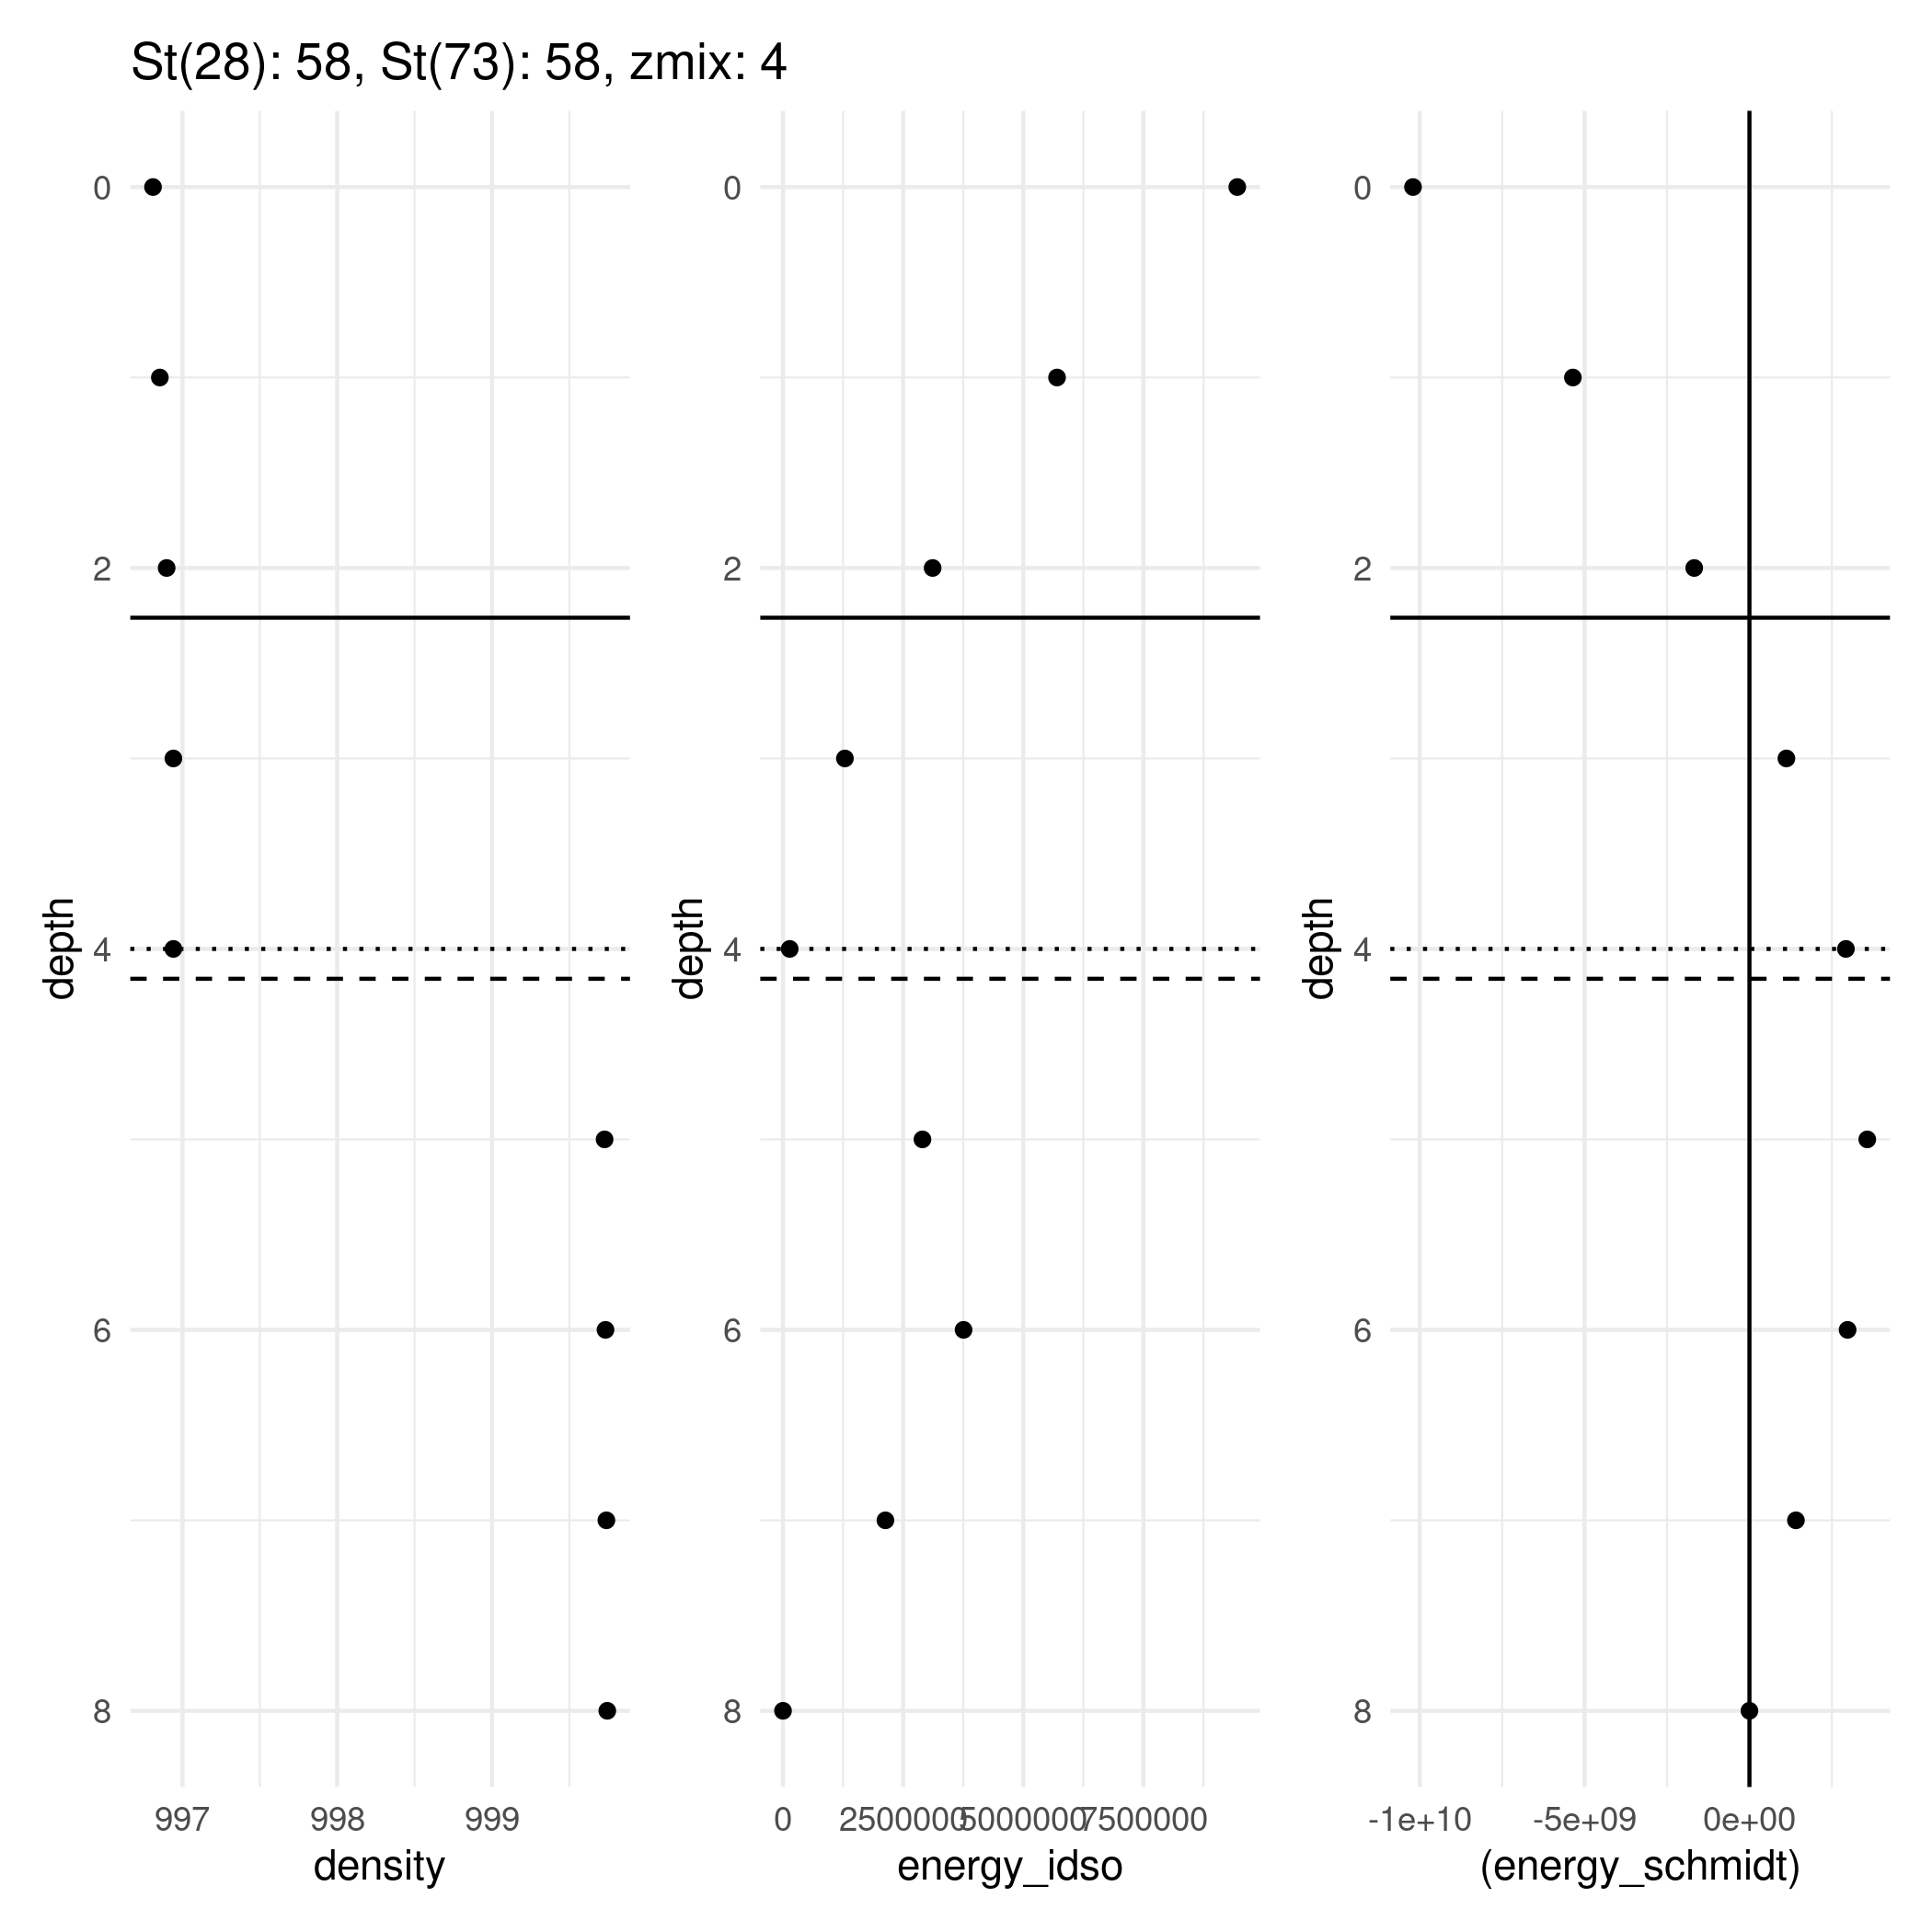 St(28): 58, St(73): 58, zmix: 4
depth
0
2
4
6
8
997 998 999
density
depth
0
2
4
6
8
0 2500000 5000000 7500000
energy_idso
depth
0
2
4
6
8
-1e+10 -5e+09 0e+00
(energy_schmidt)